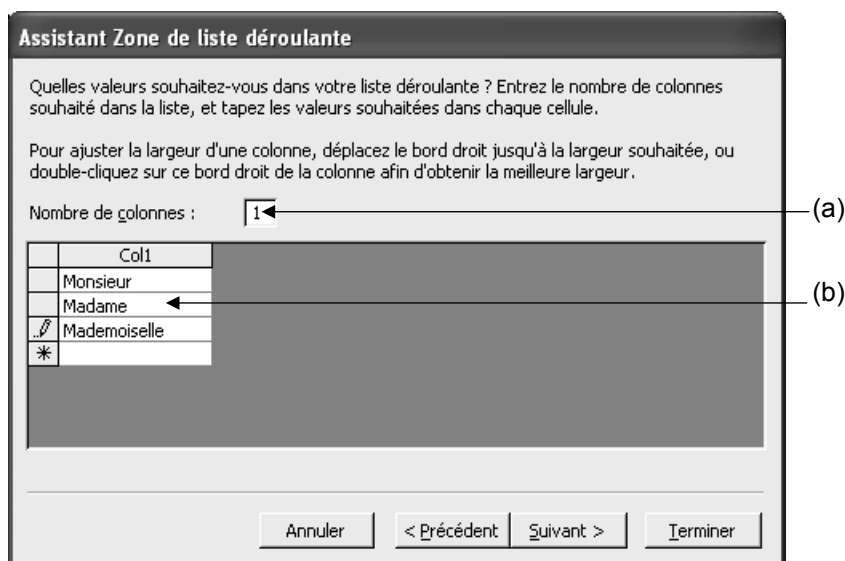 Assistant Zone de liste déroulante
Quelles valeurs souhaitez-vous dans votre liste déroulante ? Entrez le nombre de colonnes
souhaité dans la liste, et tapez les valeurs souhaitées dans chaque cellule.
Pour ajuster la largeur d'une colonne, déplacez le bord droit jusqu'à la largeur souhaitée, ou
double-cliquez sur ce bord droit de la colonne afin d'obtenir la meilleure largeur.
Nombre de colonnes : 1 (a)
Col1
Monsieur
Madame (b)
Mademoiselle
Annuler < Précédent Suivant > Terminer